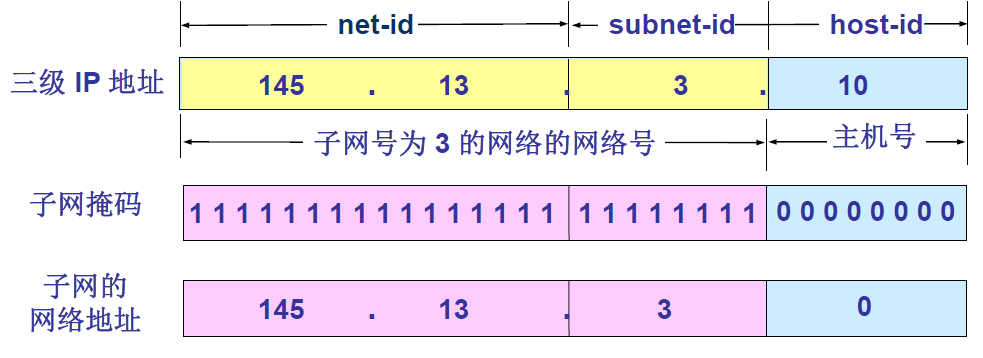 net-id subnet-id host-id
三级 IP 地址 145 . 13 . 3 . 10
子网号为 3 的网络的网络号 主机号
子网掩码 1 1 1 1 1 1 1 1 1 1 1 1 1 1 1 1 1 1 1 1 1 1 1 1 0 0 0 0 0 0 0 0
子网的
网络地址 145 . 13 . 3 0